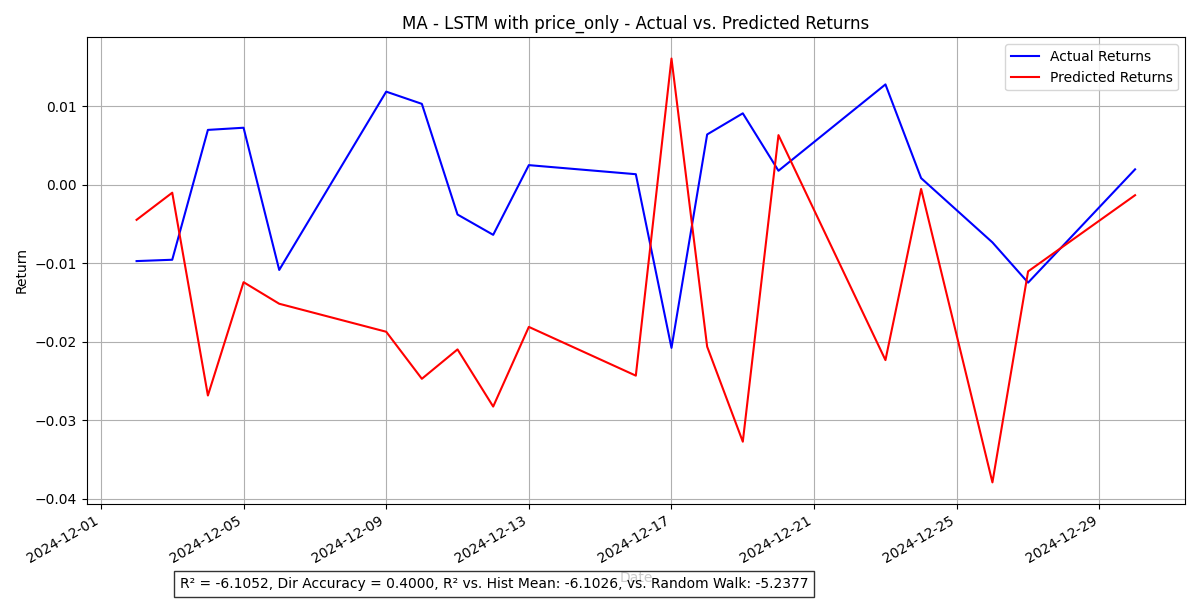 MA - LSTM with price_only - Actual vs. Predicted Returns
Actual Returns
Predicted Returns
0.01
0.00
−0.01
−0.02
−0.03
−0.04
Return
2024-12-01
2024-12-05
2024-12-09
2024-12-13
2024-12-17
2024-12-21
2024-12-25
2024-12-29
Date
R² = -6.1052, Dir Accuracy = 0.4000, R² vs. Hist Mean: -6.1026, vs. Random Walk: -5.2377